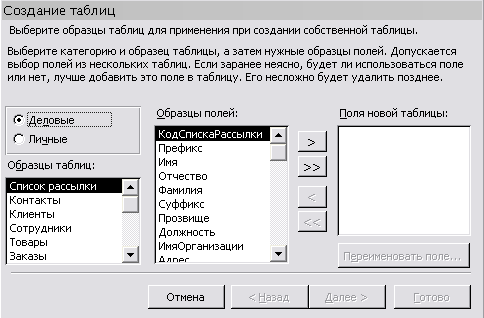 Создание таблиц
Выберите образцы таблиц для применения при создании собственной таблицы.
Выберите категорию и образец таблицы, а затем нужные образцы полей. Допускается
выбор полей из нескольких таблиц. Если заранее неясно, будет ли использоваться поле
или нет, лучше добавить это поле в таблицу. Его несложно будет удалить позднее.
Деловые
Личные
Образцы таблиц:
Список рассылки
Контакты
Клиенты
Сотрудники
Товары
Заказы
Образцы полей:
КодСпискаРассылки
Префикс
Имя
Отчество
Фамилия
Суффикс
Прозвище
Должность
ИмяОрганизации
Адрес
>
>>
<
<<
Поля новой таблицы:
Переименовать поле...
Отмена
< Назад
Далее >
Готово